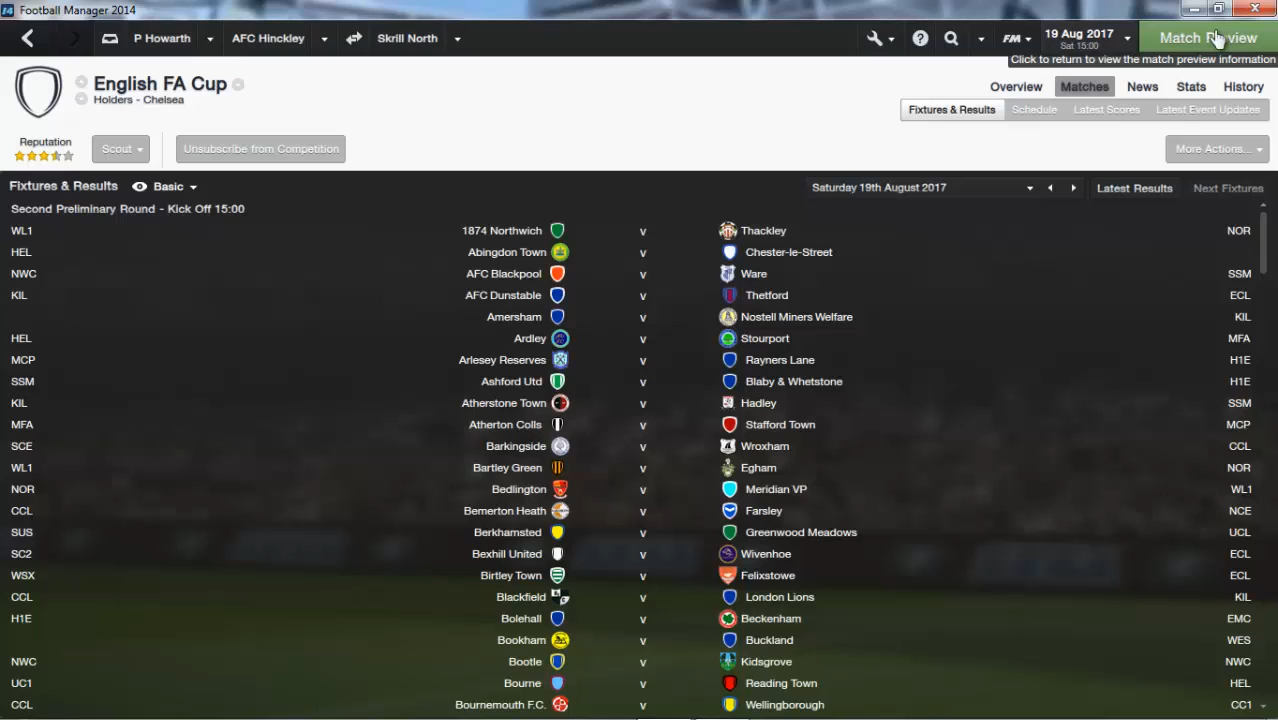 Football Manager 2014
P Howarth AFC Hinckley Skrill North FM 19 Aug 2017 Match Preview
Sat 15:00
Click to return to view the match preview information
English FA Cup
Holders - Chelsea
Overview Matches News Stats History
Fixtures & Results Schedule Latest Scores Latest Event Updates
Reputation
Scout Unsubscribe from Competition More Actions...
Fixtures & Results Basic Saturday 19th August 2017 Latest Results Next Fixtures
Second Preliminary Round - Kick Off 15:00
WL1 1874 Northwich v Thackley NOR
HEL Abingdon Town v Chester-le-Street
NWC AFC Blackpool v Ware SSM
KIL AFC Dunstable v Thetford ECL
Amersham v Nostell Miners Welfare KIL
HEL Ardley v Stourport MFA
MCP Arlesey Reserves v Rayners Lane H1E
SSM Ashford Utd v Blaby & Whetstone H1E
KIL Atherstone Town v Hadley SSM
MFA Atherton Colls v Stafford Town MCP
SCE Barkingside v Wroxham CCL
WL1 Bartley Green v Egham NOR
NOR Bedlington v Meridian VP WL1
CCL Bemerton Heath v Farsley NCE
SUS Berkhamsted v Greenwood Meadows UCL
SC2 Bexhill United v Wivenhoe ECL
WSX Birtley Town v Felixstowe ECL
CCL Blackfield v London Lions KIL
H1E Bolehall v Beckenham EMC
Bookham v Buckland WES
NWC Bootle v Kidsgrove NWC
UC1 Bourne v Reading Town HEL
CCL Bournemouth F.C. v Wellingborough CC1